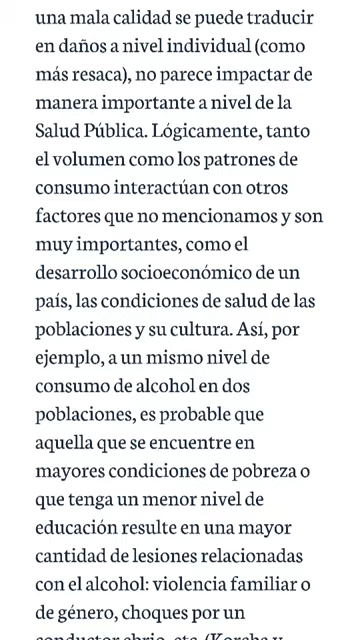 una mala calidad se puede traducir
en daños a nivel individual (como
más resaca), no parece impactar de
manera importante a nivel de la
Salud Pública. Lógicamente, tanto
el volumen como los patrones de
consumo interactúan con otros
factores que no mencionamos y son
muy importantes, como el
desarrollo socioeconómico de un
país, las condiciones de salud de las
poblaciones y su cultura. Así, por
ejemplo, a un mismo nivel de
consumo de alcohol en dos
poblaciones, es probable que
aquella que se encuentre en
mayores condiciones de pobreza o
que tenga un menor nivel de
educación resulte en una mayor
cantidad de lesiones relacionadas
con el alcohol: violencia familiar o
de género, choques por un
conductor ebrio, etc. (Korcha y